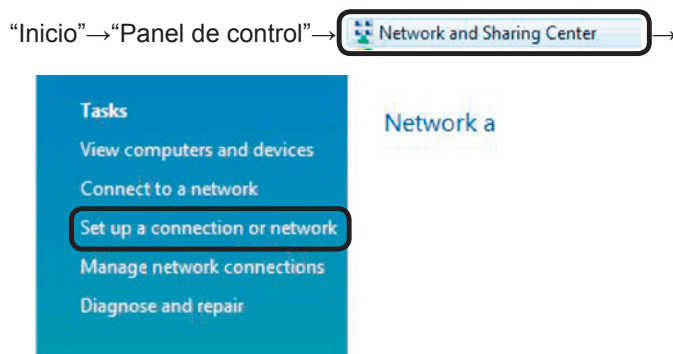 “Inicio”→“Panel de control”→ Network and Sharing Center →
Tasks
Network a
View computers and devices
Connect to a network
Set up a connection or network
Manage network connections
Diagnose and repair